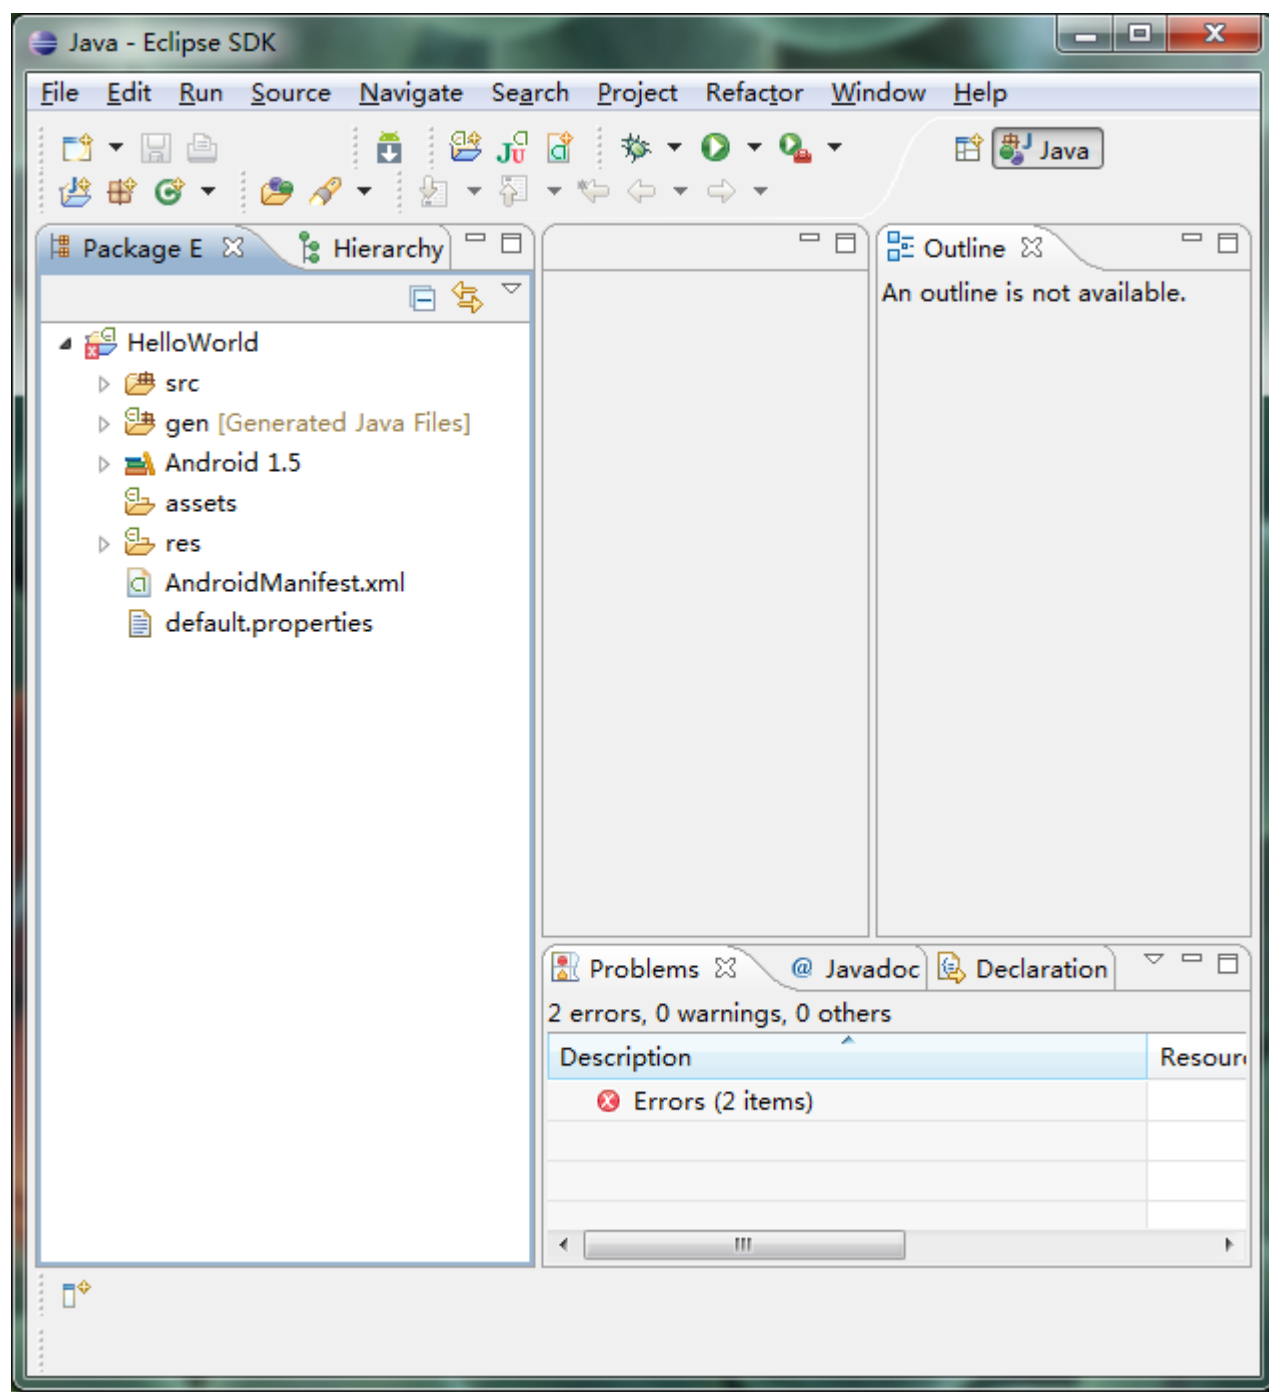 Java - Eclipse SDK
File Edit Run Source Navigate Search Project Refactor Window Help
Java
Package E Hierarchy
Outline
An outline is not available.
HelloWorld
src
gen [Generated Java Files]
Android 1.5
assets
res
AndroidManifest.xml
default.properties
Problems @ Javadoc Declaration
2 errors, 0 warnings, 0 others
Description Resour
Errors (2 items)